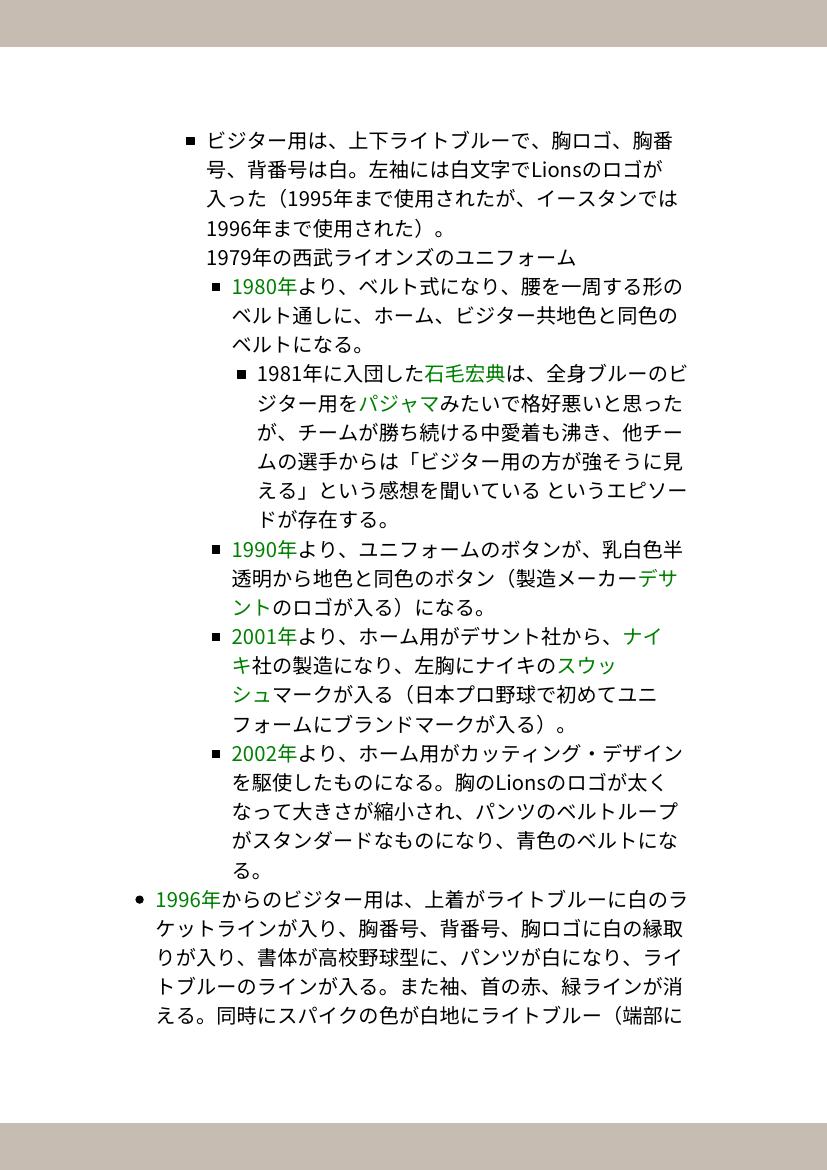 ビジター用は、上下ライトブルーで、胸ロゴ、胸番
号、背番号は白。左袖には白文字でLionsのロゴが
入った（1995年まで使用されたが、イースタンでは
1996年まで使用された）。
1979年の西武ライオンズのユニフォーム
1980年より、ベルト式になり、腰を一周する形の
ベルト通しに、ホーム、ビジター共地色と同色の
ベルトになる。
1981年に入団した石毛宏典は、全身ブルーのビ
ジター用をパジャマみたいで格好悪いと思った
が、チームが勝ち続ける中愛着も沸き、他チー
ムの選手からは「ビジター用の方が強そうに見
える」という感想を聞いている というエピソー
ドが存在する。
1990年より、ユニフォームのボタンが、乳白色半
透明から地色と同色のボタン（製造メーカーデサ
ントのロゴが入る）になる。
2001年より、ホーム用がデサント社から、ナイ
キ社の製造になり、左胸にナイキのスウッ
シュマークが入る（日本プロ野球で初めてユニ
フォームにブランドマークが入る）。
2002年より、ホーム用がカッティング・デザイン
を駆使したものになる。胸のLionsのロゴが太く
なって大きさが縮小され、パンツのベルトループ
がスタンダードなものになり、青色のベルトにな
る。
1996年からのビジター用は、上着がライトブルーに白のラ
ケットラインが入り、胸番号、背番号、胸ロゴに白の縁取
りが入り、書体が高校野球型に、パンツが白になり、ライ
トブルーのラインが入る。また袖、首の赤、緑ラインが消
える。同時にスパイクの色が白地にライトブルー（端部に